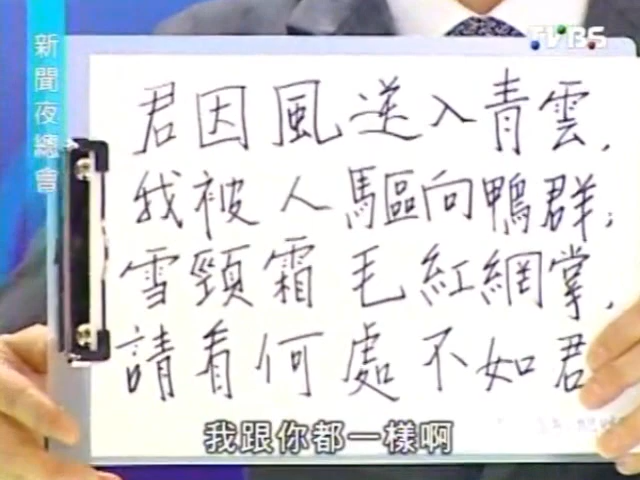 TVBS
新聞夜總會
君因風送入青雲，
我被人驅向鴨群；
雪頸霜毛紅網掌，
請看何處不如君
我跟你都一樣啊